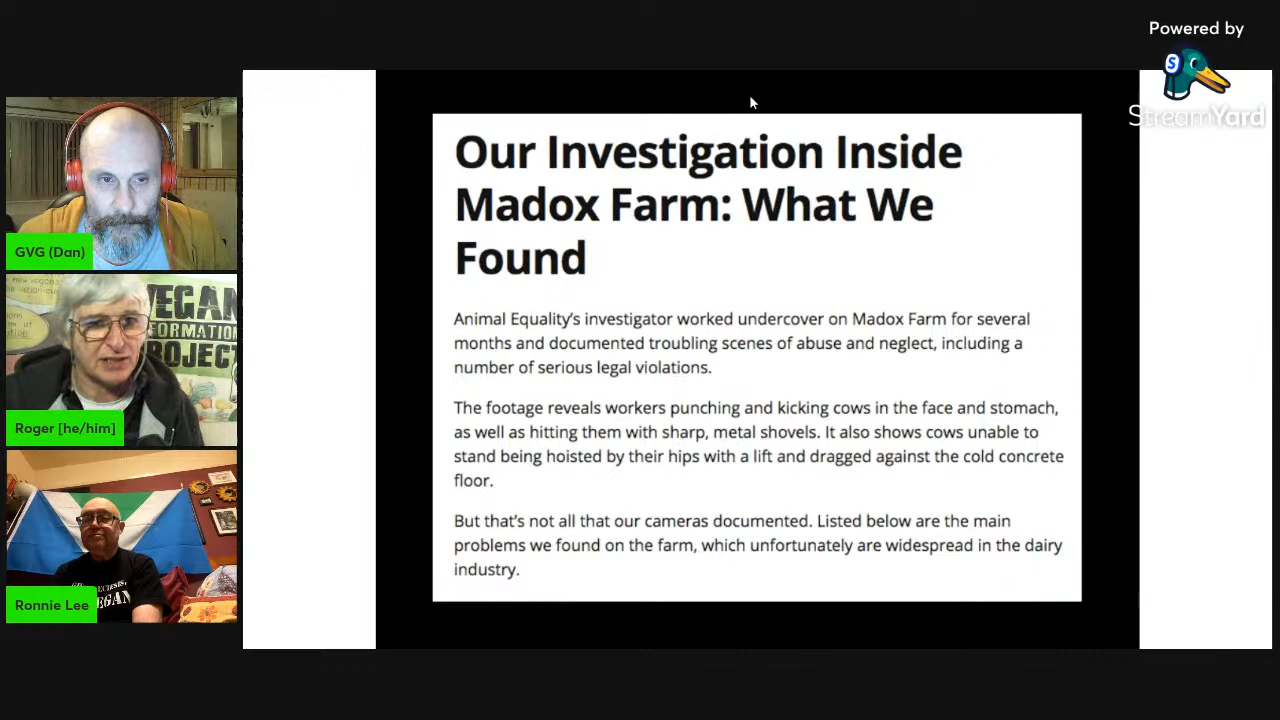 Powered by
S
StreamYard
Our Investigation Inside
Madox Farm: What We
Found
Animal Equality's investigator worked undercover on Madox Farm for several
months and documented troubling scenes of abuse and neglect, including a
number of serious legal violations.
The footage reveals workers punching and kicking cows in the face and stomach,
as well as hitting them with sharp, metal shovels. It also shows cows unable to
stand being hoisted by their hips with a lift and dragged against the cold concrete
floor.
But that's not all that our cameras documented. Listed below are the main
problems we found on the farm, which unfortunately are widespread in the dairy
industry.
GVG (Dan)
VEGAN
FORMATION
ROJECT
Roger [he/him]
EGAN
Ronnie Lee